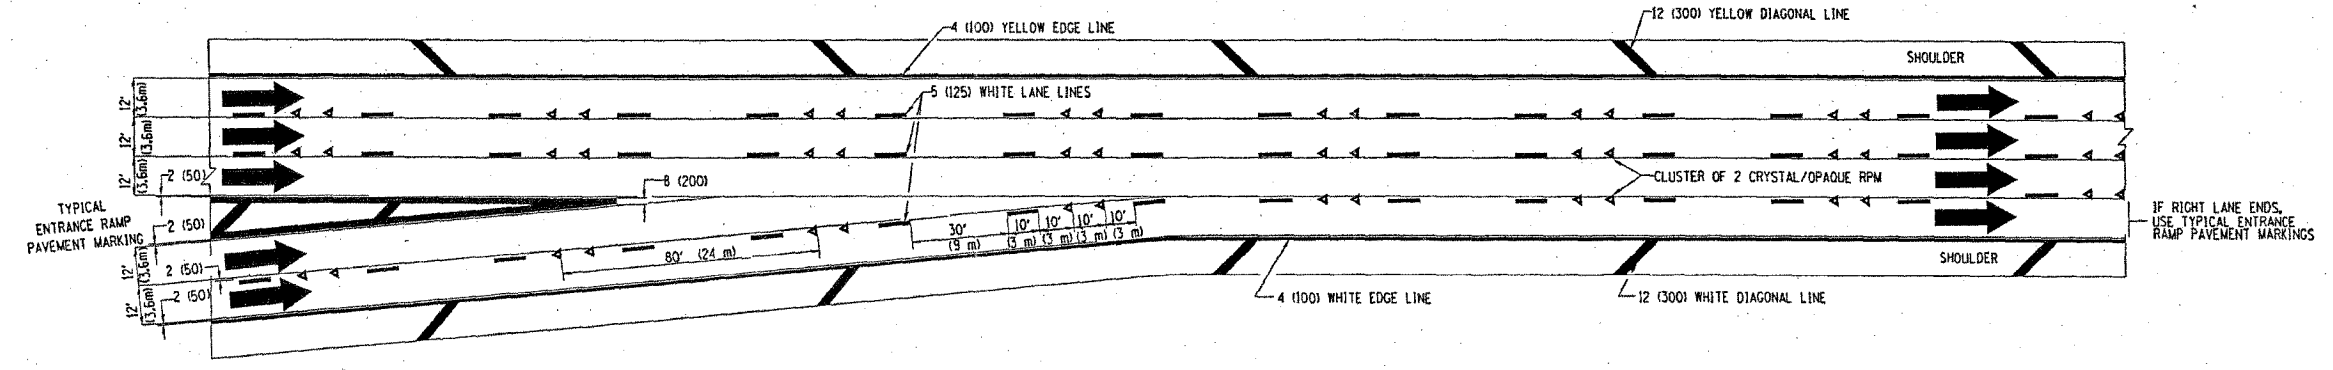 12 (300) YELLOW DIAGONAL LINE
4 (100) YELLOW EDGE LINE
SHOULDER
12'
(3.6m)
5 (125) WHITE LANE LINES
12'
(3.6m)
12'
(3.6m)
2 (50)
8 (200)
CLUSTER OF 2 CRYSTAL/OPAQUE RPM
TYPICAL
ENTRANCE RAMP
PAVEMENT MARKING
2 (50)
IF RIGHT LANE ENDS,
USE TYPICAL ENTRANCE
RAMP PAVEMENT MARKINGS
30'
(9 m)
10' 10' 10' 10'
(3 m) (3 m) (3 m) (3 m)
80' (24 m)
12'
(3.6m)
2 (50)
SHOULDER
12'
(3.6m)
2 (50)
4 (100) WHITE EDGE LINE
12 (300) WHITE DIAGONAL LINE